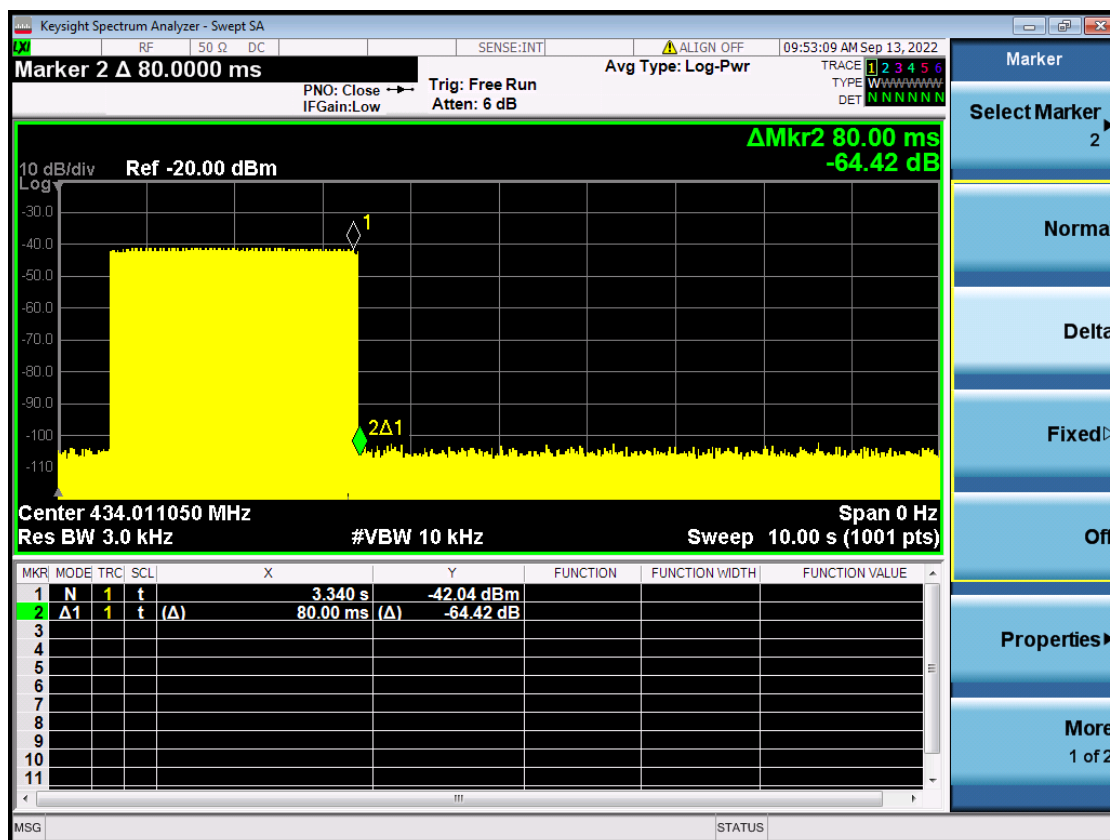 Keysight Spectrum Analyzer - Swept SA
LXI RF 50 Ω DC SENSE:INT ALIGN OFF 09:53:09 AM Sep 13, 2022
Marker 2 Δ 80.0000 ms
PNO: Close
IFGain:Low
Trig: Free Run
Atten: 6 dB
Avg Type: Log-Pwr
TRACE 1 2 3 4 5 6
TYPE WWWWWW
DET N N N N N N
ΔMkr2 80.00 ms
-64.42 dB
10 dB/div Ref -20.00 dBm
Log
-30.0
-40.0
-50.0
-60.0
-70.0
-80.0
-90.0
-100
-110
1
2Δ1
Center 434.011050 MHz Span 0 Hz
Res BW 3.0 kHz #VBW 10 kHz Sweep 10.00 s (1001 pts)
MKR MODE TRC SCL X Y FUNCTION FUNCTION WIDTH FUNCTION VALUE
1 N 1 t 3.340 s -42.04 dBm
2 Δ1 1 t (Δ) 80.00 ms (Δ) -64.42 dB
3
4
5
6
7
8
9
10
11
MSG STATUS
Marker
Select Marker
2
Norma
Delta
Fixed
Off
Properties
More
1 of 2